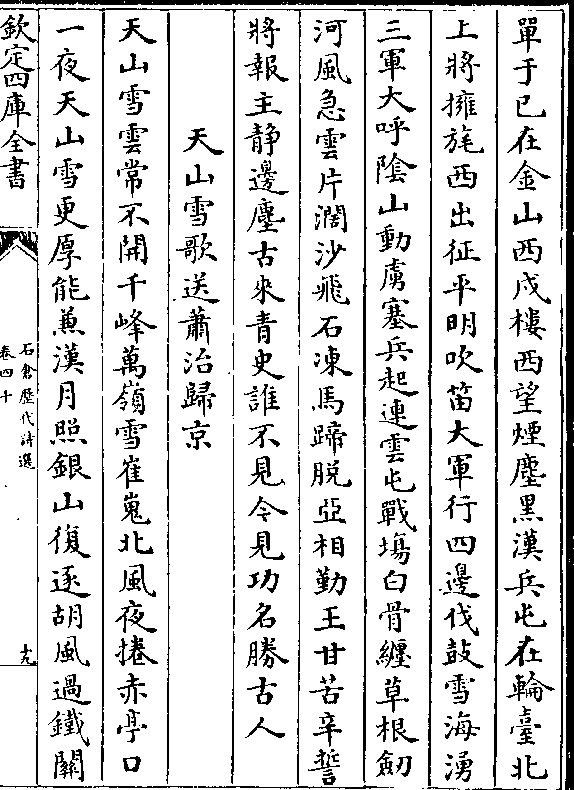 單于已在金山西戍樓西望煙塵黑漢兵屯在輪臺北
上將擁旄西出征平明吹笛大軍行四邊伐鼓雪海湧
三軍大呼陰山動虜塞兵起連雲屯戰塲白骨纏草根劒
河風急雲片濶沙飛石凍馬蹄脱亞相勤王甘苦辛誓
將報主静邊塵古來青史誰不見今見功名勝古人
天山雪歌送蕭治歸京
天山雪雲常不開千峰萬嶺雪崔嵬北風夜捲赤亭口
一夜天山雪更厚能兼漢月照銀山復逐胡風過鐵關
欽定四庫全書
石倉歴代詩選
卷四十
十九